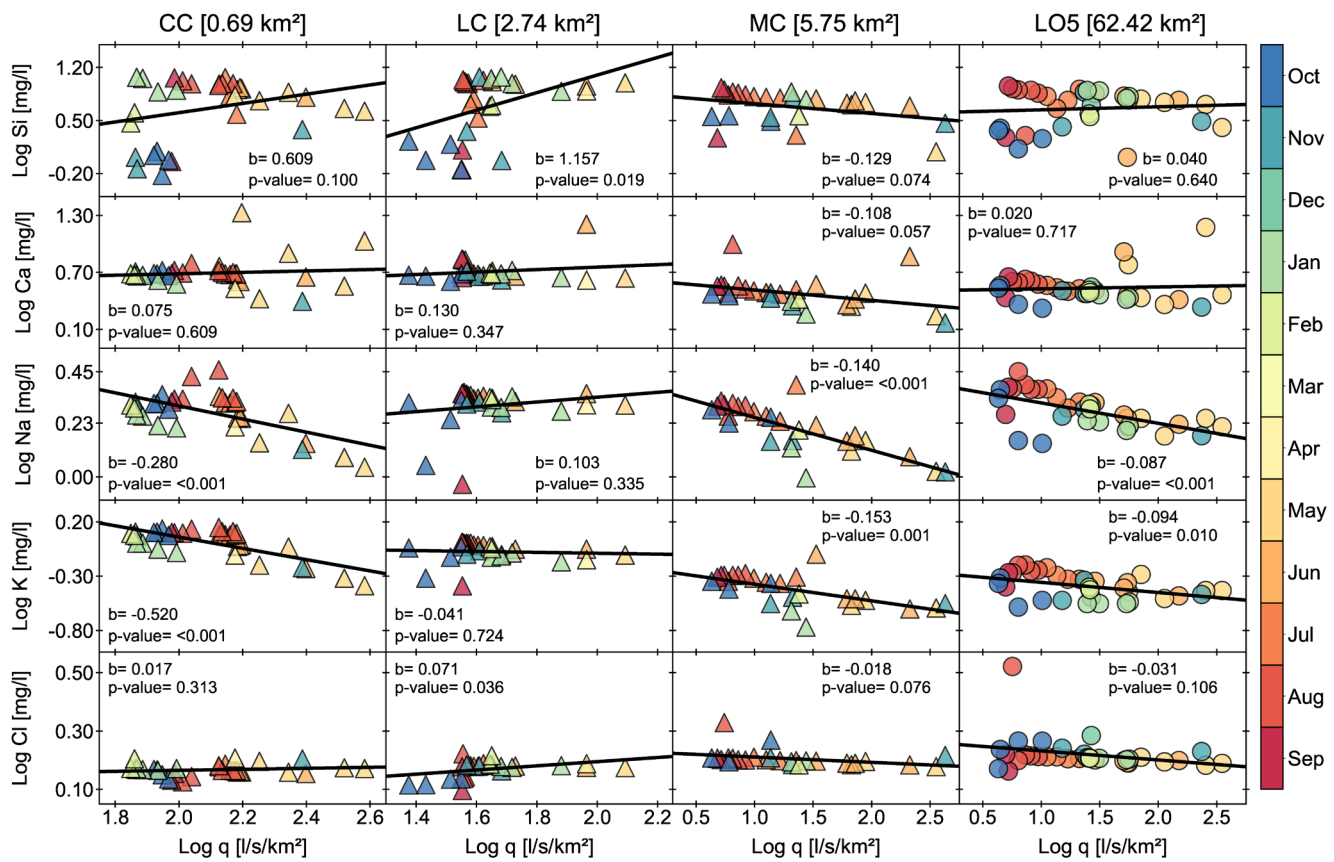 CC [0.69 km²] LC [2.74 km²] MC [5.75 km²] LO5 [62.42 km²]
Log Si [mg/l]
1.20
0.50
-0.20
b= 0.609
p-value= 0.100
b= 1.157
p-value= 0.019
b= -0.129
p-value= 0.074
b= 0.040
p-value= 0.640
Log Ca [mg/l]
1.30
0.70
0.10
b= 0.075
p-value= 0.609
b= 0.130
p-value= 0.347
b= -0.108
p-value= 0.057
b= 0.020
p-value= 0.717
Log Na [mg/l]
0.45
0.23
0.00
b= -0.280
p-value= <0.001
b= 0.103
p-value= 0.335
b= -0.140
p-value= <0.001
b= -0.087
p-value= <0.001
Log K [mg/l]
0.20
-0.30
-0.80
b= -0.520
p-value= <0.001
b= -0.041
p-value= 0.724
b= -0.153
p-value= 0.001
b= -0.094
p-value= 0.010
Log Cl [mg/l]
0.50
0.30
0.10
b= 0.017
p-value= 0.313
b= 0.071
p-value= 0.036
b= -0.018
p-value= 0.076
b= -0.031
p-value= 0.106
1.8 2.0 2.2 2.4 2.6 1.4 1.6 1.8 2.0 2.2 0.5 1.0 1.5 2.0 2.5 0.5 1.0 1.5 2.0 2.5
Log q [l/s/km²] Log q [l/s/km²] Log q [l/s/km²] Log q [l/s/km²]
Oct
Nov
Dec
Jan
Feb
Mar
Apr
May
Jun
Jul
Aug
Sep